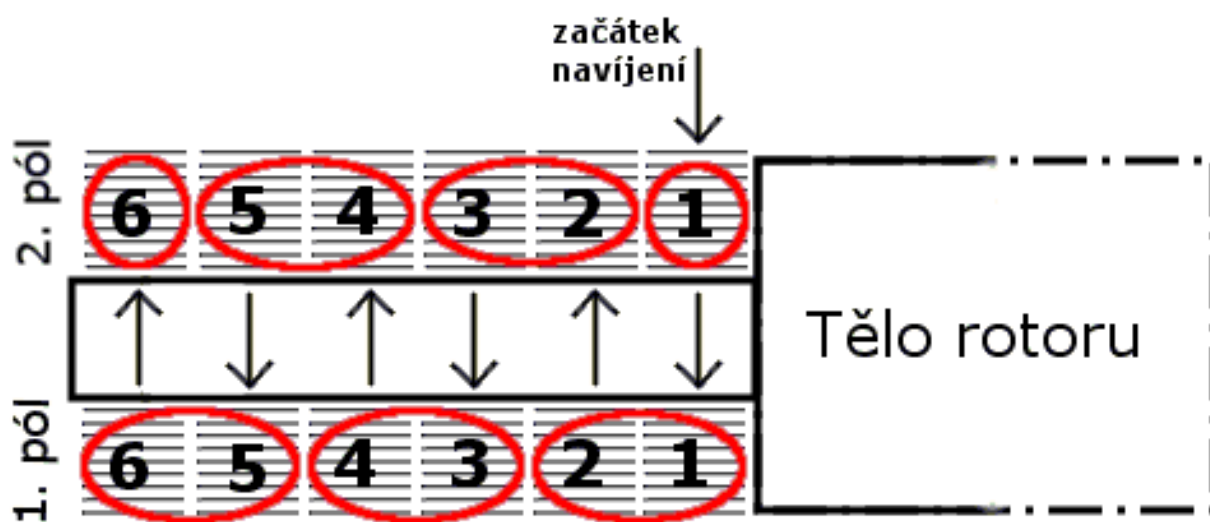 začátek
navíjení
2. pól
6 5 4 3 2 1
Tělo rotoru
1. pól
6 5 4 3 2 1